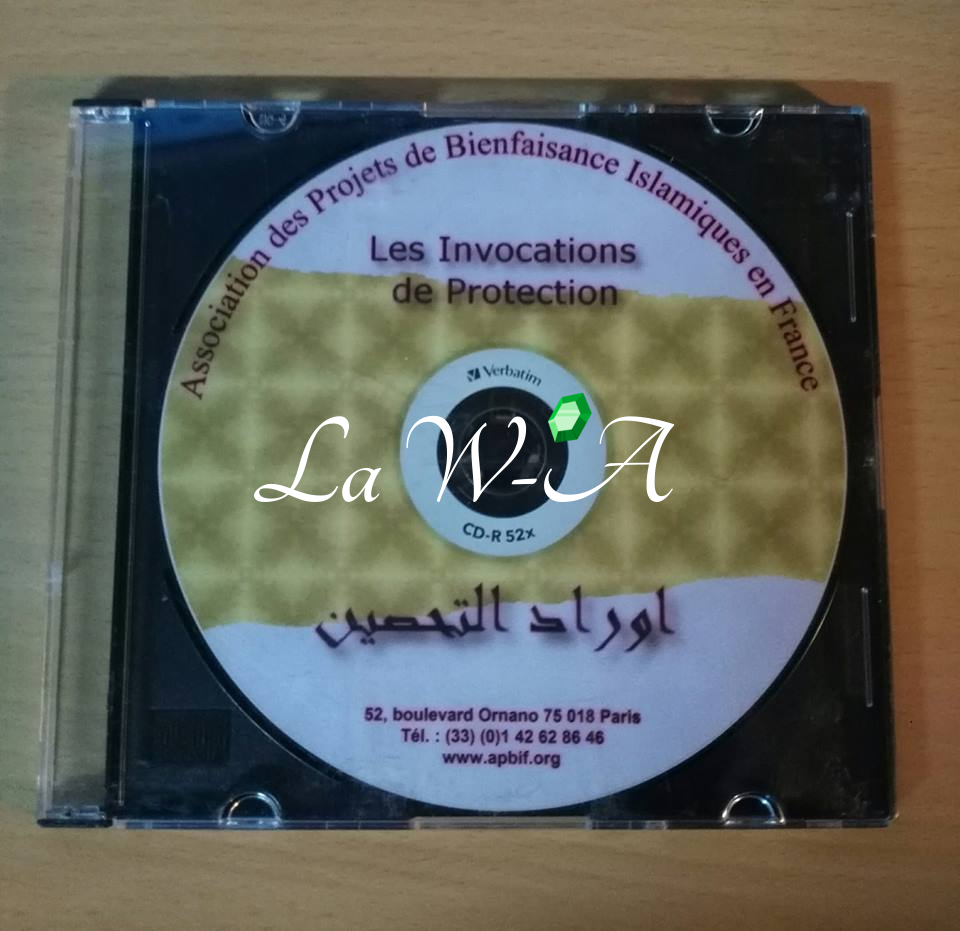 Association des Projets de Bienfaisance Islamiques en France
Les Invocations
de Protection
Verbatim
La W-A
CD-R 52x
اوراد التحصين
52, boulevard Ornano 75 018 Paris
Tél. : (33) (0)1 42 62 86 46
www.apbif.org